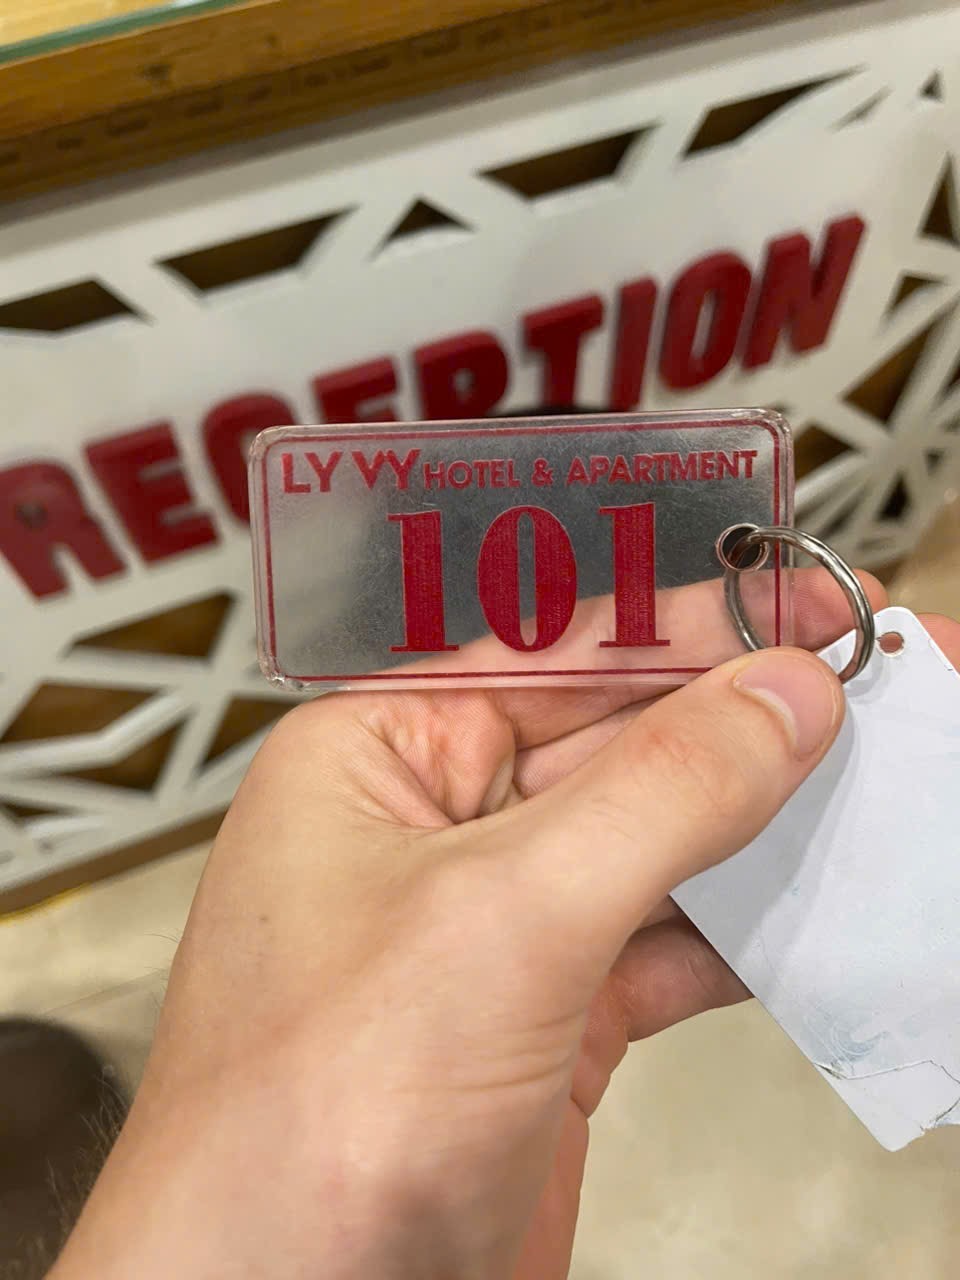 RECEPTION
LY VY HOTEL & APARTMENT
101